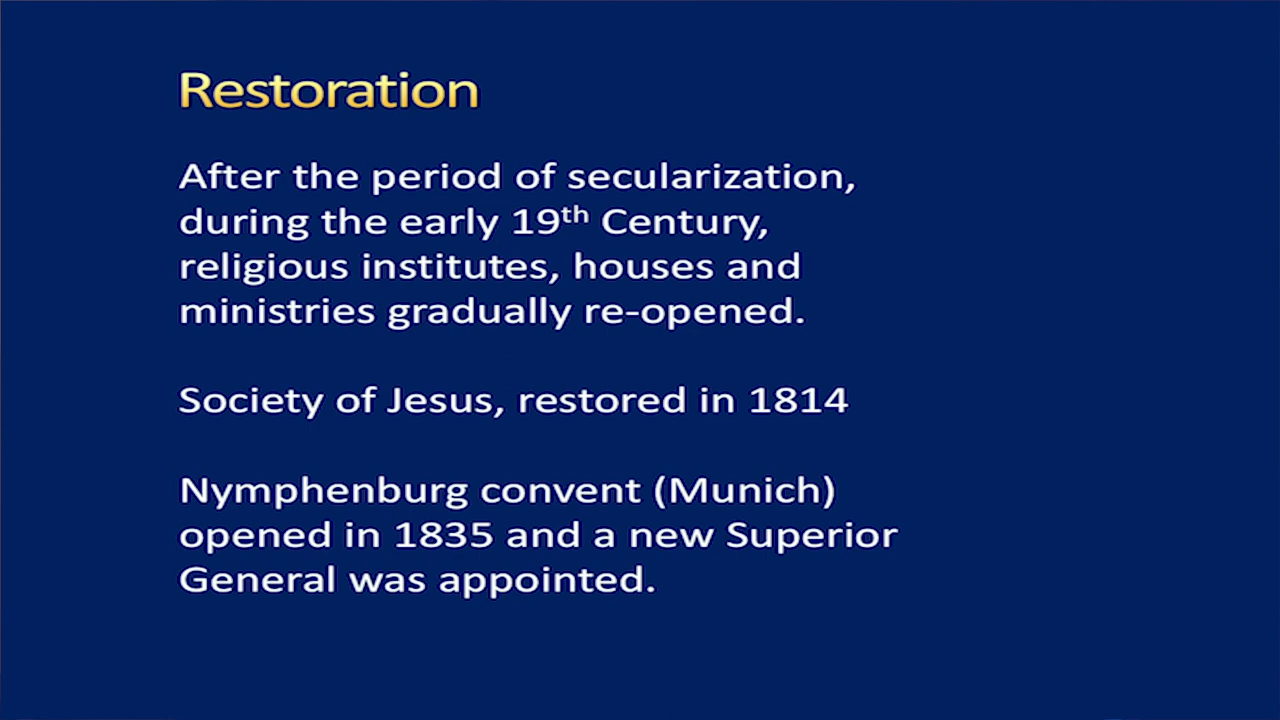 Restoration
After the period of secularization,
during the early 19th Century,
religious institutes, houses and
ministries gradually re-opened.
Society of Jesus, restored in 1814
Nymphenburg convent (Munich)
opened in 1835 and a new Superior
General was appointed.